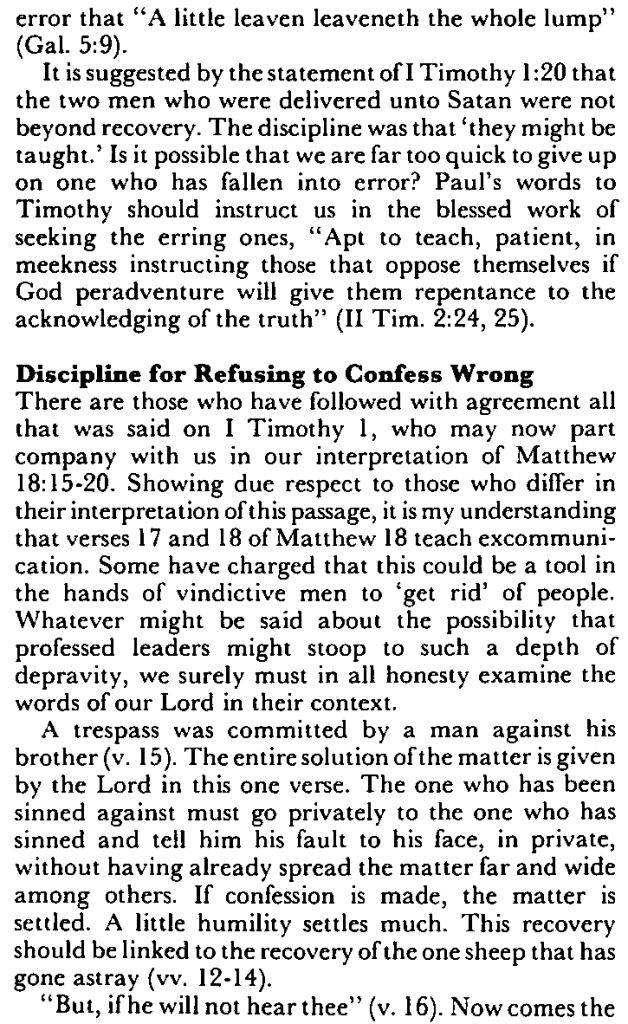 error that “A little leaven leaveneth the whole lump”
(Gal. 5:9).
It is suggested by the statement of I Timothy 1:20 that
the two men who were delivered unto Satan were not
beyond recovery. The discipline was that ‘they might be
taught.’ Is it possible that we are far too quick to give up
on one who has fallen into error? Paul’s words to
Timothy should instruct us in the blessed work of
seeking the erring ones, “Apt to teach, patient, in
meekness instructing those that oppose themselves if
God peradventure will give them repentance to the
acknowledging of the truth” (II Tim. 2:24, 25).
Discipline for Refusing to Confess Wrong
There are those who have followed with agreement all
that was said on I Timothy 1, who may now part
company with us in our interpretation of Matthew
18:15-20. Showing due respect to those who differ in
their interpretation of this passage, it is my understanding
that verses 17 and 18 of Matthew 18 teach excommuni-
cation. Some have charged that this could be a tool in
the hands of vindictive men to ‘get rid’ of people.
Whatever might be said about the possibility that
professed leaders might stoop to such a depth of
depravity, we surely must in all honesty examine the
words of our Lord in their context.
A trespass was committed by a man against his
brother (v. 15). The entire solution of the matter is given
by the Lord in this one verse. The one who has been
sinned against must go privately to the one who has
sinned and tell him his fault to his face, in private,
without having already spread the matter far and wide
among others. If confession is made, the matter is
settled. A little humility settles much. This recovery
should be linked to the recovery of the one sheep that has
gone astray (vv. 12-14).
“But, if he will not hear thee” (v. 16). Now comes the